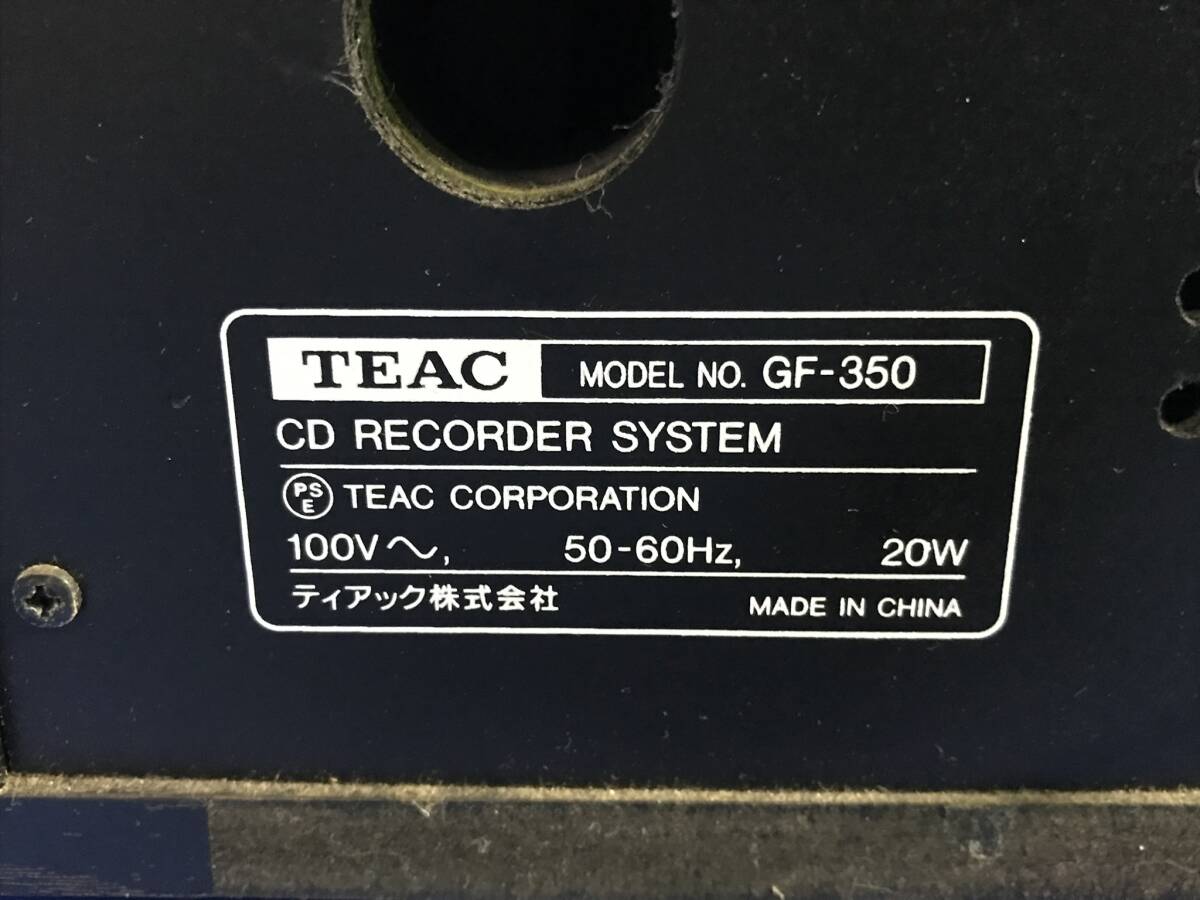 TEAC MODEL NO. GF-350
CD RECORDER SYSTEM
PSE TEAC CORPORATION
100V～, 50-60Hz, 20W
ティアック株式会社 MADE IN CHINA